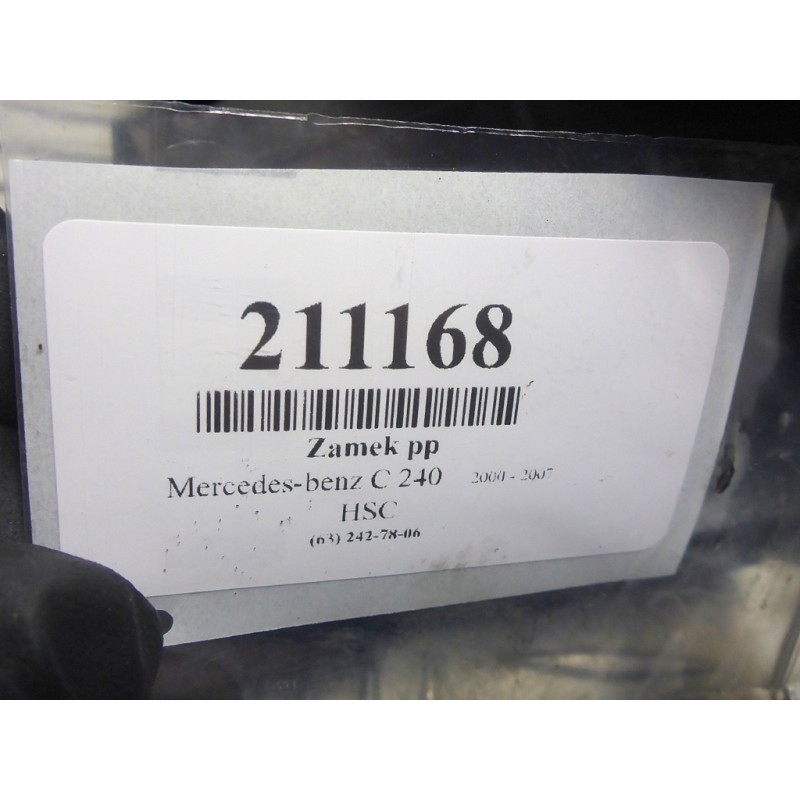 211168
Zamek pp
Mercedes-benz C 240 2000 - 2007
HSC
(63) 242-78-06